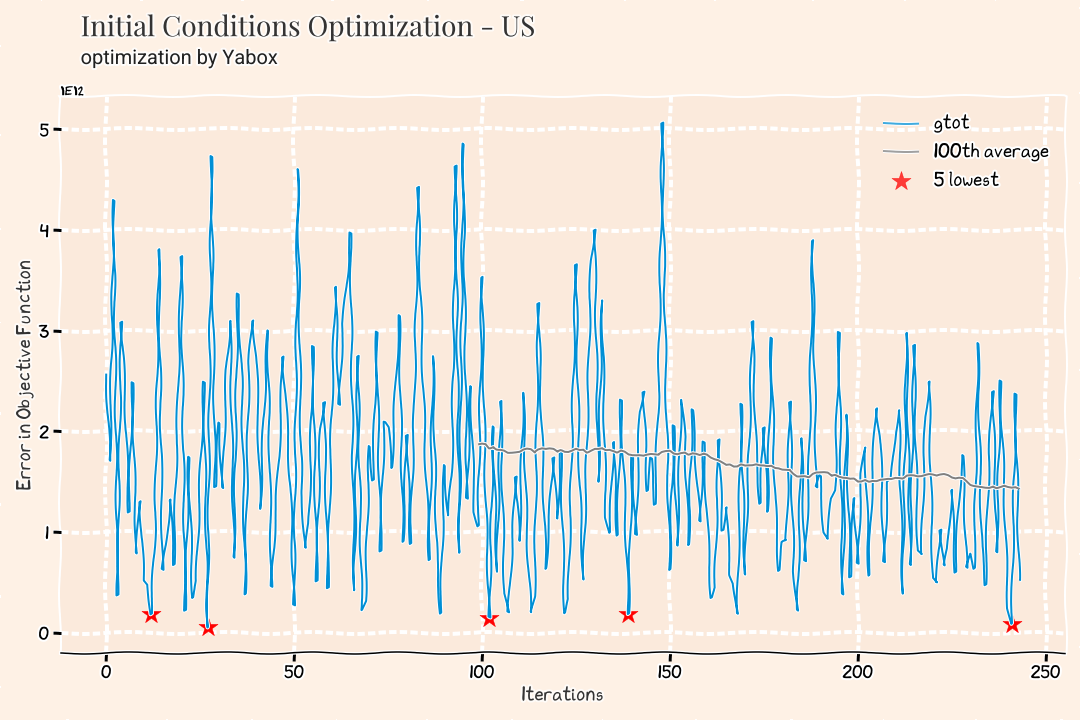 Initial Conditions Optimization - US
optimization by Yabox
1E12
gtot
100th average
5 lowest
5
4
3
2
1
0
Error in Objective Function
0 50 100 150 200 250
Iterations